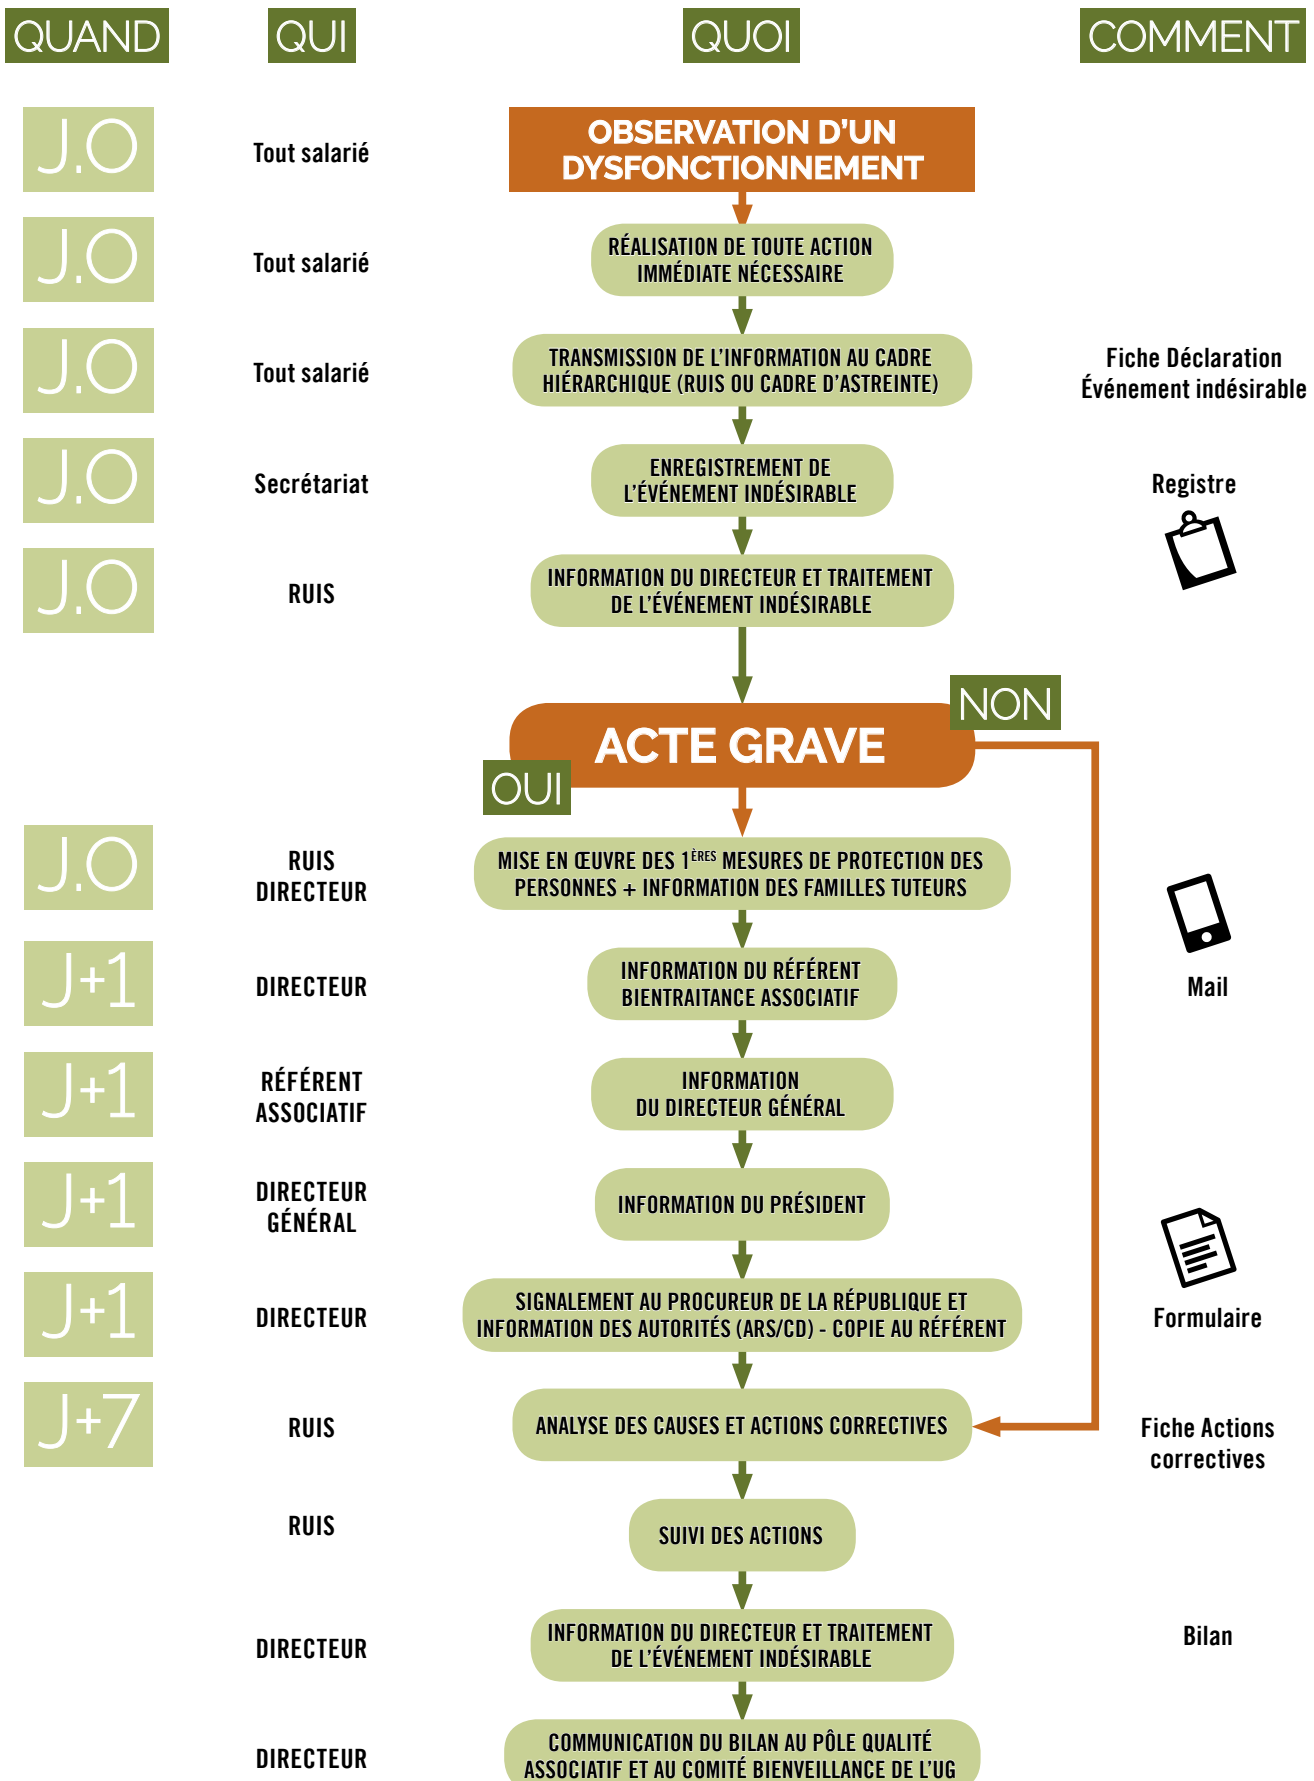 QUAND QUI QUOI COMMENT
J.O Tout salarié OBSERVATION D'UN
DYSFONCTIONNEMENT
J.O Tout salarié RÉALISATION DE TOUTE ACTION
IMMÉDIATE NÉCESSAIRE
J.O Tout salarié TRANSMISSION DE L'INFORMATION AU CADRE
HIÉRARCHIQUE (RUIS OU CADRE D'ASTREINTE)
Fiche Déclaration
Événement indésirable
J.O Secrétariat ENREGISTREMENT DE
L'ÉVÉNEMENT INDÉSIRABLE
Registre
J.O RUIS INFORMATION DU DIRECTEUR ET TRAITEMENT
DE L'ÉVÉNEMENT INDÉSIRABLE
NON
ACTE GRAVE
OUI
J.O RUIS
DIRECTEUR
MISE EN ŒUVRE DES 1ÈRES MESURES DE PROTECTION DES
PERSONNES + INFORMATION DES FAMILLES TUTEURS
J+1 DIRECTEUR INFORMATION DU RÉFÉRENT
BIENTRAITANCE ASSOCIATIF
Mail
J+1 RÉFÉRENT
ASSOCIATIF
INFORMATION
DU DIRECTEUR GÉNÉRAL
J+1 DIRECTEUR
GÉNÉRAL
INFORMATION DU PRÉSIDENT
J+1 DIRECTEUR SIGNALEMENT AU PROCUREUR DE LA RÉPUBLIQUE ET
INFORMATION DES AUTORITÉS (ARS/CD) - COPIE AU RÉFÉRENT
Formulaire
J+7 RUIS ANALYSE DES CAUSES ET ACTIONS CORRECTIVES
Fiche Actions
correctives
RUIS SUIVI DES ACTIONS
DIRECTEUR INFORMATION DU DIRECTEUR ET TRAITEMENT
DE L'ÉVÉNEMENT INDÉSIRABLE
Bilan
DIRECTEUR COMMUNICATION DU BILAN AU PÔLE QUALITÉ
ASSOCIATIF ET AU COMITÉ BIENVEILLANCE DE L'UG